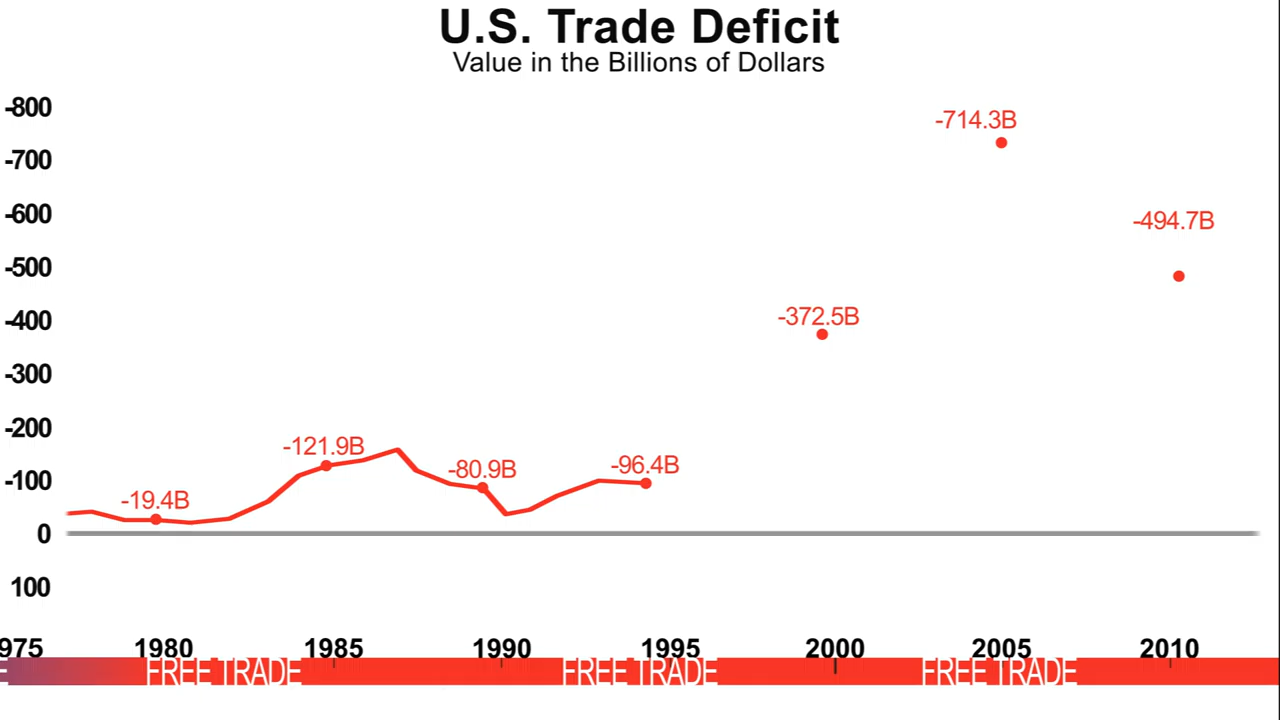 U.S. Trade Deficit
Value in the Billions of Dollars
-800
-714.3B
-700
-600
-494.7B
-500
-400
-372.5B
-300
-200
-121.9B
-80.9B
-96.4B
-100
-19.4B
0
100
975 1980 1985 1990 1995 2000 2005 2010
E FREE TRADE FREE TRADE FREE TRADE